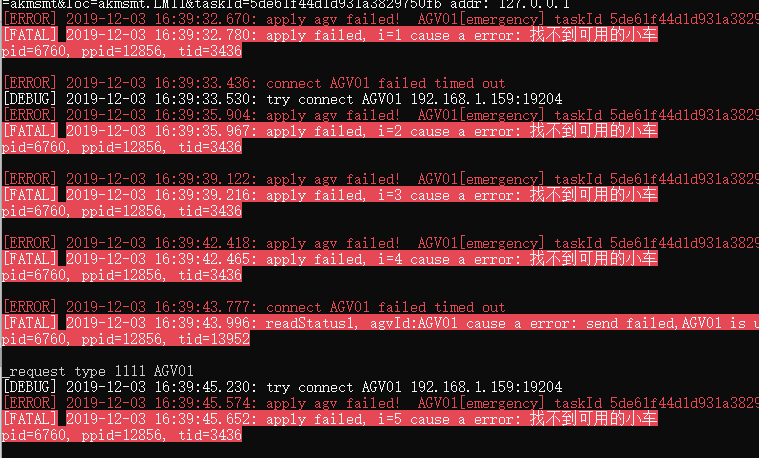 =akmsmt&loc=akmsmt.LM11&taskId=5de61f44d1d931a3829750fb addr: 127.0.0.1
[ERROR] 2019-12-03 16:39:32.670: apply agv failed!  AGV01[emergency] taskId 5de61f44d1d931a3829
[FATAL] 2019-12-03 16:39:32.780: apply failed, i=1 cause a error: 找不到可用的小车
pid=6760, ppid=12856, tid=3436
[ERROR] 2019-12-03 16:39:33.436: connect AGV01 failed timed out
[DEBUG] 2019-12-03 16:39:33.530: try connect AGV01 192.168.1.159:19204
[ERROR] 2019-12-03 16:39:35.904: apply agv failed!  AGV01[emergency] taskId 5de61f44d1d931a3829
[FATAL] 2019-12-03 16:39:35.967: apply failed, i=2 cause a error: 找不到可用的小车
pid=6760, ppid=12856, tid=3436
[ERROR] 2019-12-03 16:39:39.122: apply agv failed!  AGV01[emergency] taskId 5de61f44d1d931a3829
[FATAL] 2019-12-03 16:39:39.216: apply failed, i=3 cause a error: 找不到可用的小车
pid=6760, ppid=12856, tid=3436
[ERROR] 2019-12-03 16:39:42.418: apply agv failed!  AGV01[emergency] taskId 5de61f44d1d931a3829
[FATAL] 2019-12-03 16:39:42.465: apply failed, i=4 cause a error: 找不到可用的小车
pid=6760, ppid=12856, tid=3436
[ERROR] 2019-12-03 16:39:43.777: connect AGV01 failed timed out
[FATAL] 2019-12-03 16:39:43.996: readStatus1, agvId:AGV01 cause a error: send failed,AGV01 is u
pid=6760, ppid=12856, tid=13952
_request type 1111 AGV01
[DEBUG] 2019-12-03 16:39:45.230: try connect AGV01 192.168.1.159:19204
[ERROR] 2019-12-03 16:39:45.574: apply agv failed!  AGV01[emergency] taskId 5de61f44d1d931a3829
[FATAL] 2019-12-03 16:39:45.652: apply failed, i=5 cause a error: 找不到可用的小车
pid=6760, ppid=12856, tid=3436